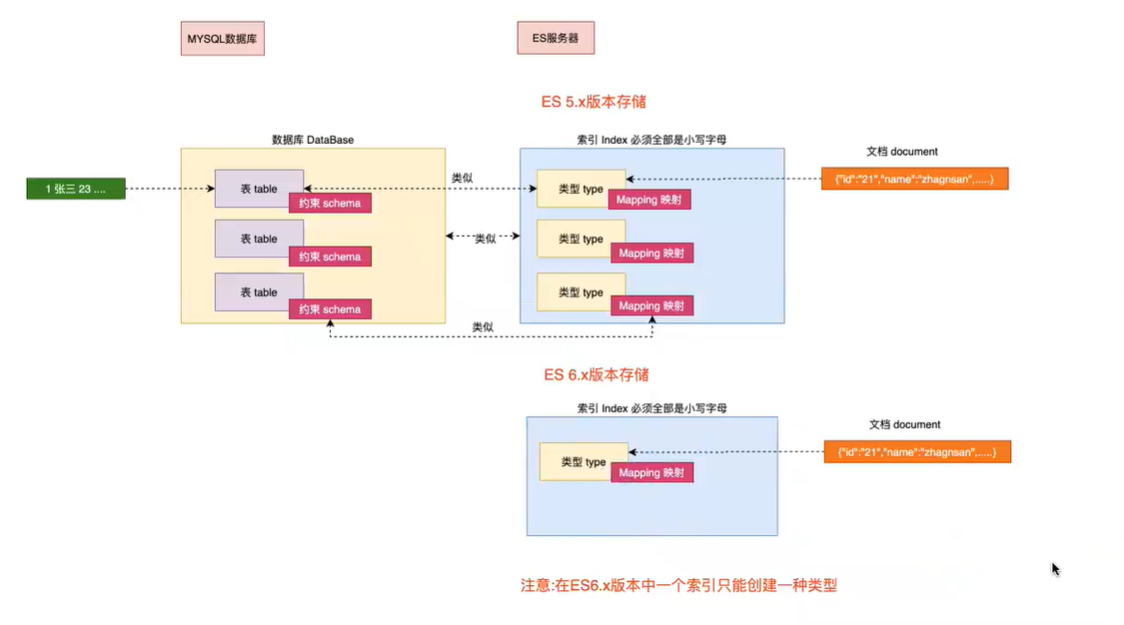 MYSQL数据库
ES服务器
ES 5.x版本存储
数据库 DataBase
索引 Index 必须全部是小写字母
文档 document
1 张三 23 ....
表 table
约束 schema
类似
类型 type
Mapping 映射
{"id":"21","name":"zhagnsan",.....}
表 table
约束 schema
类似
类型 type
Mapping 映射
表 table
约束 schema
类型 type
Mapping 映射
类似
ES 6.x版本存储
索引 Index 必须全部是小写字母
文档 document
类型 type
Mapping 映射
{"id":"21","name":"zhagnsan",.....}
注意:在ES6.x版本中一个索引只能创建一种类型